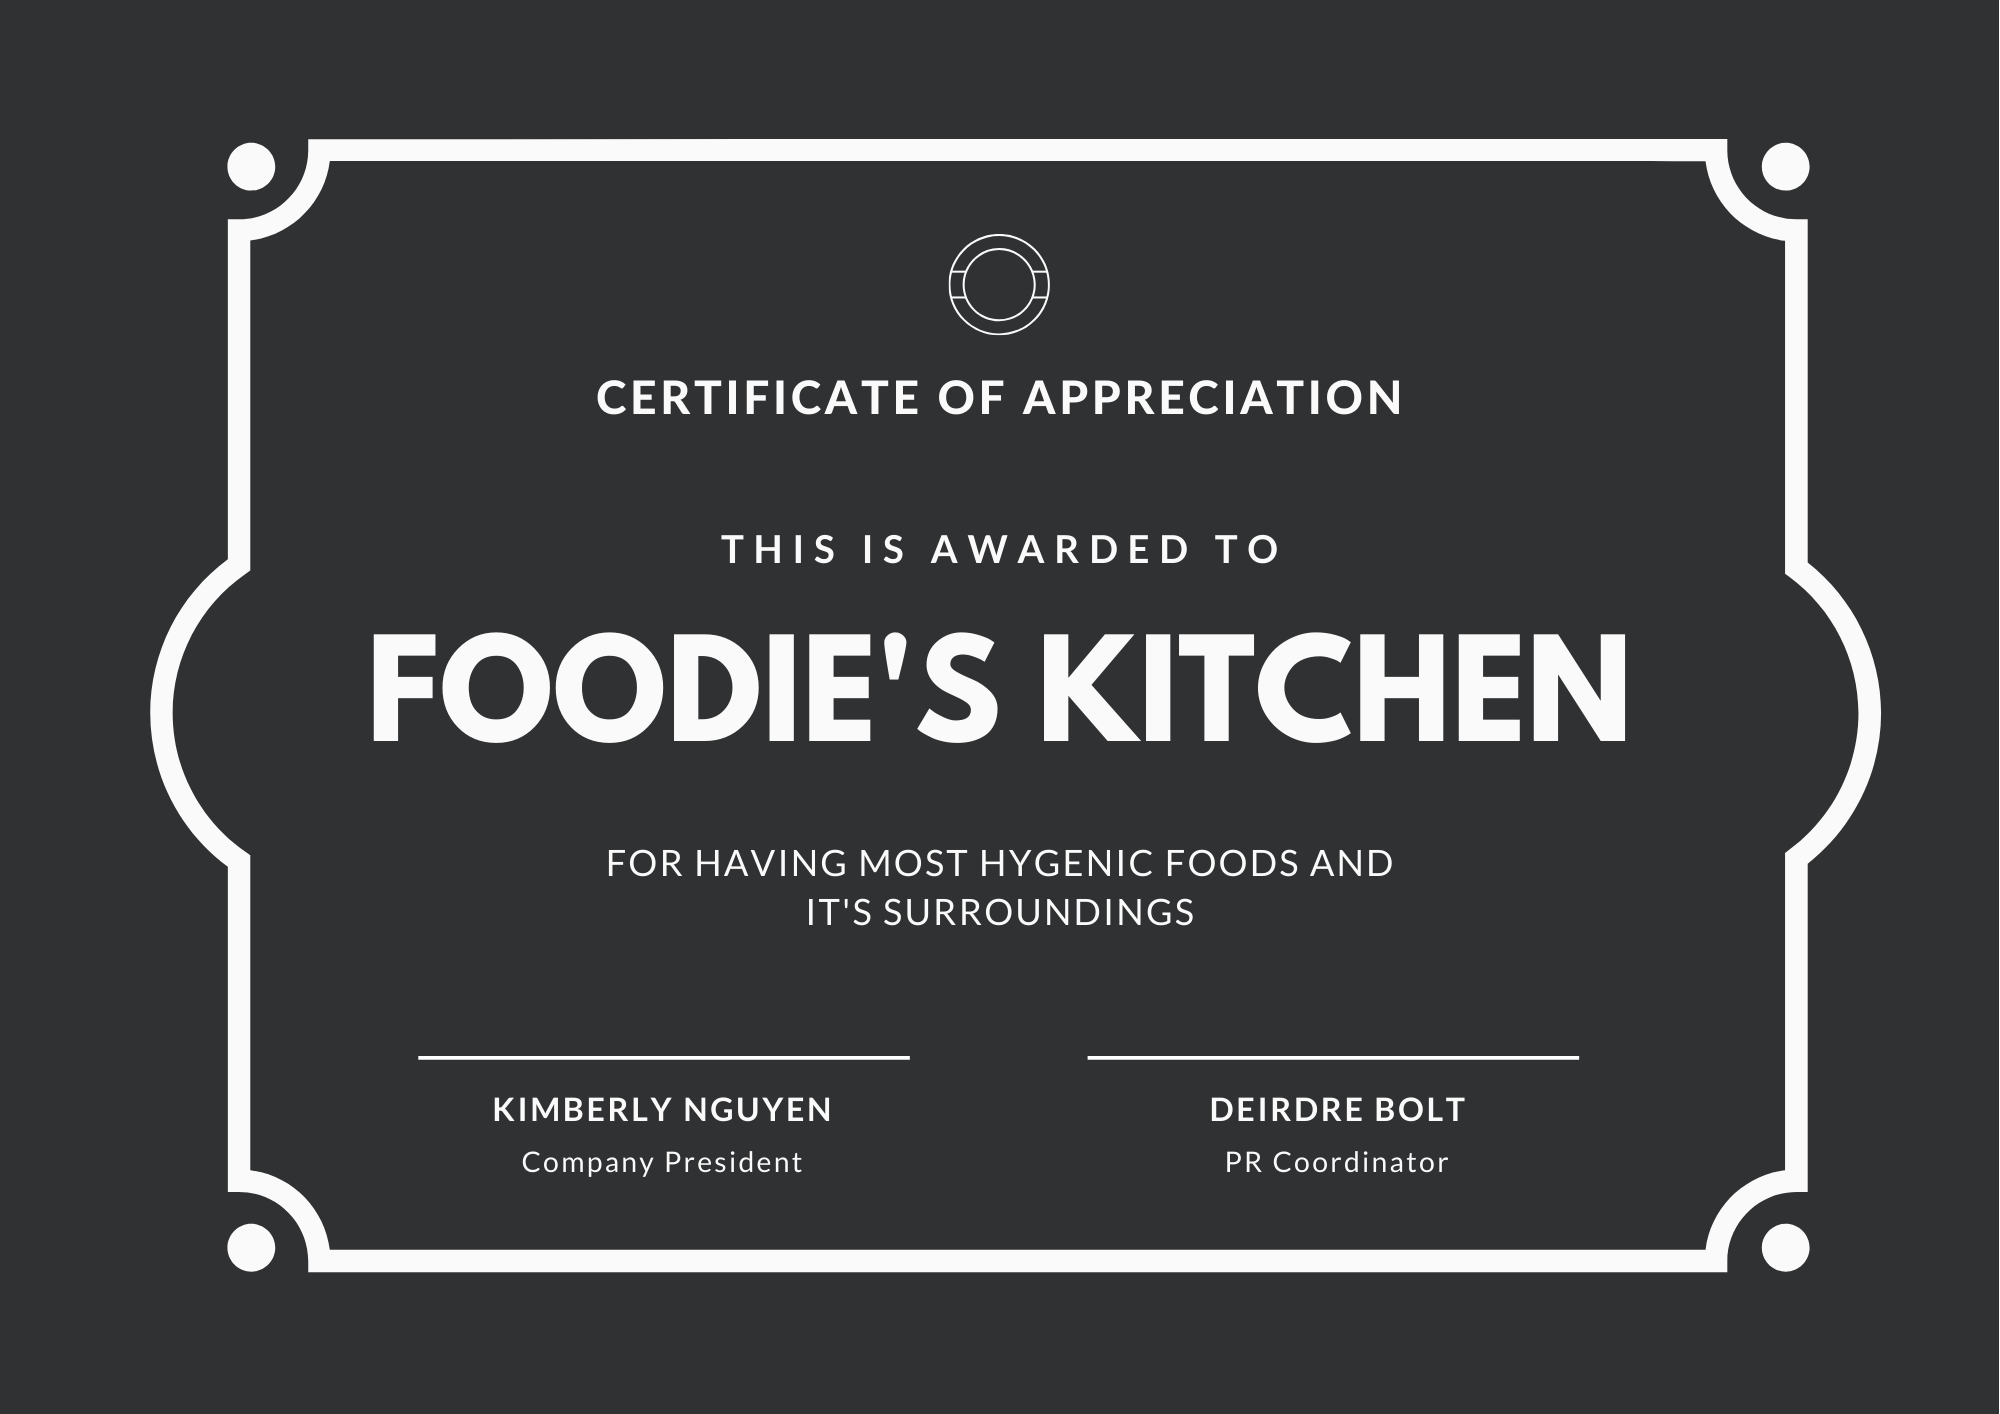 CERTIFICATE OF APPRECIATION
THIS IS AWARDED TO
FOODIE'S KITCHEN
FOR HAVING MOST HYGENIC FOODS AND
IT'S SURROUNDINGS
KIMBERLY NGUYEN
Company President
DEIRDRE BOLT
PR Coordinator